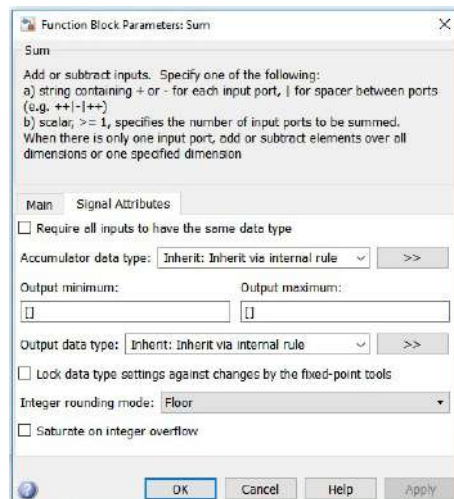 Function Block Parameters: Sum
Sum
Add or subtract inputs. Specify one of the following:
a) string containing + or - for each input port, | for spacer between ports
(e.g. ++|-|++)
b) scalar, >= 1, specifies the number of input ports to be summed.
When there is only one input port, add or subtract elements over all
dimensions or one specified dimension
Main Signal Attributes
Require all inputs to have the same data type
Accumulator data type: Inherit: Inherit via internal rule >>
Output minimum: Output maximum:
[] []
Output data type: Inherit: Inherit via internal rule >>
Lock data type settings against changes by the fixed-point tools
Integer rounding mode: Floor
Saturate on integer overflow
OK Cancel Help Apply